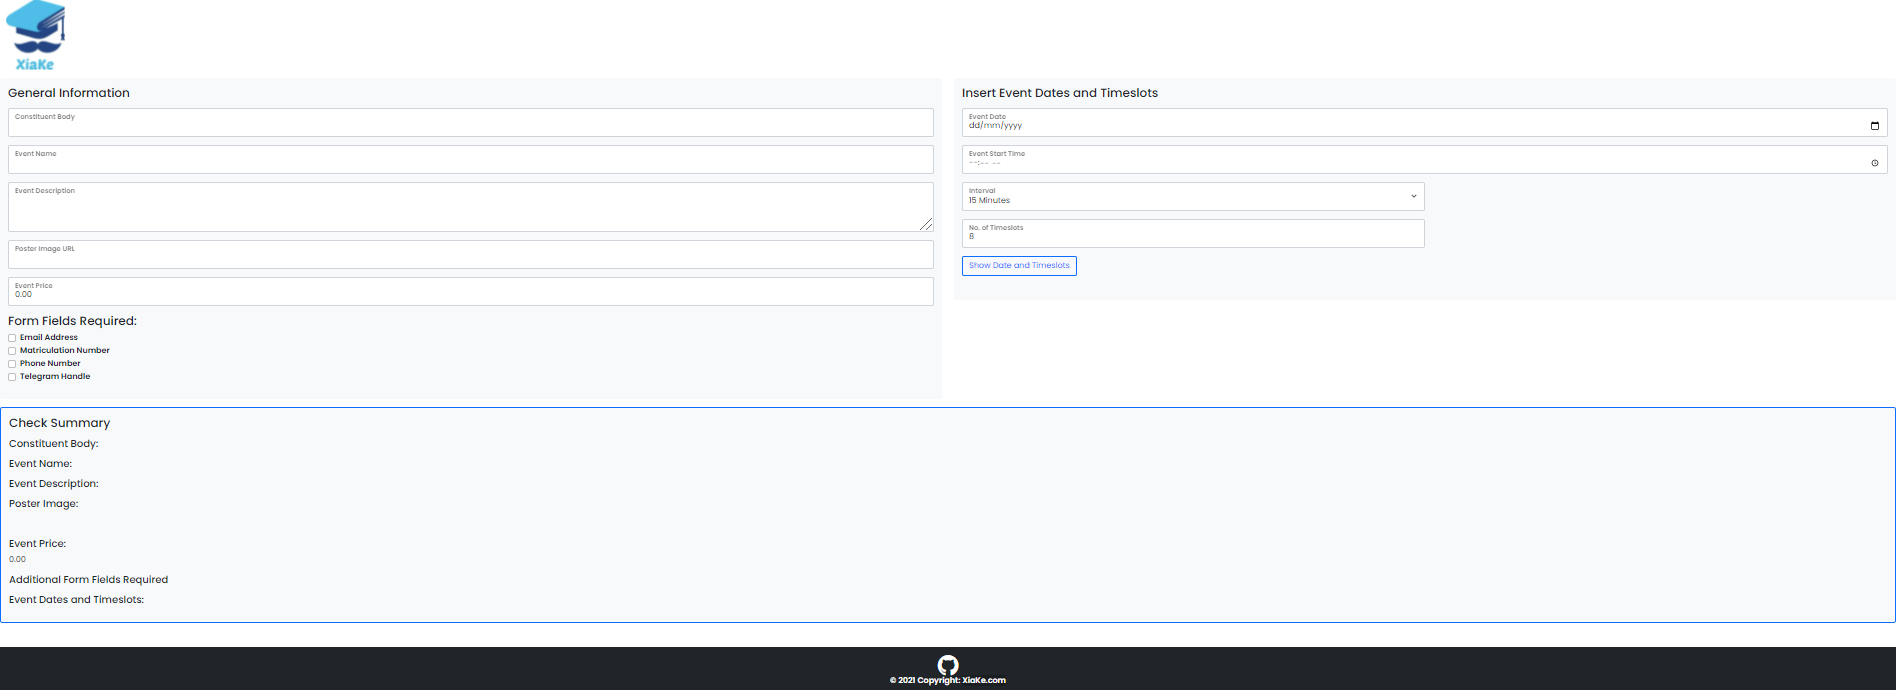 XiaKe
General Information
Constituent Body
Event Name
Event Description
Poster Image URL
Event Price
0.00
Form Fields Required:
Email Address
Matriculation Number
Phone Number
Telegram Handle
Insert Event Dates and Timeslots
Event Date
dd/mm/yyyy
Event Start Time
--:-- --
Interval
15 Minutes
No. of Timeslots
8
Show Date and Timeslots
Check Summary
Constituent Body:
Event Name:
Event Description:
Poster Image:
Event Price:
0.00
Additional Form Fields Required
Event Dates and Timeslots:
© 2021 Copyright: XiaKe.com